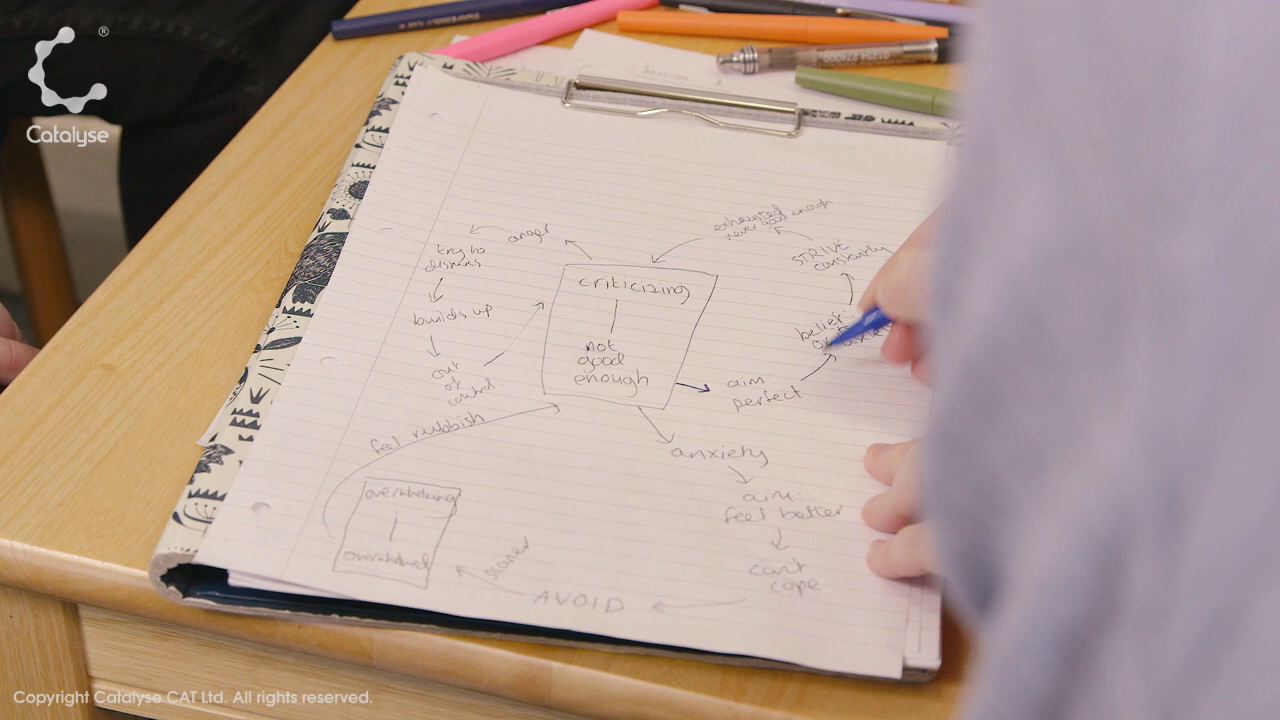 ®
Catalyse
exhausted
never good enough
STRIVE
constantly
anger
try to
dismiss
builds up
out
of
control.
criticizing
not
good
enough
belief:
aim
perfect
anxiety
aim:
feel better
can't
cope
AVOID
scarier
overwhelming
overwhelmed
feel rubbish
Copyright Catalyse CAT Ltd. All rights reserved.